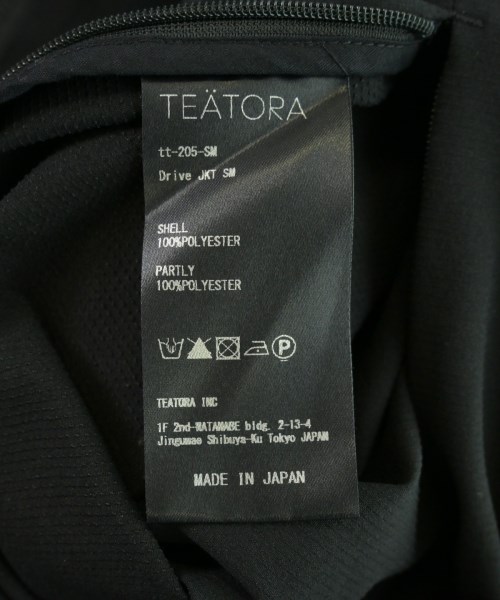 TEÄTORA
tt-205-SM
Drive JKT SM
SHELL
100%POLYESTER
PARTLY
100%POLYESTER
P
TEATORA INC
1F 2nd-WATANABE bldg. 2-13-4
Jingumae Shibuya-Ku Tokyo JAPAN
MADE IN JAPAN